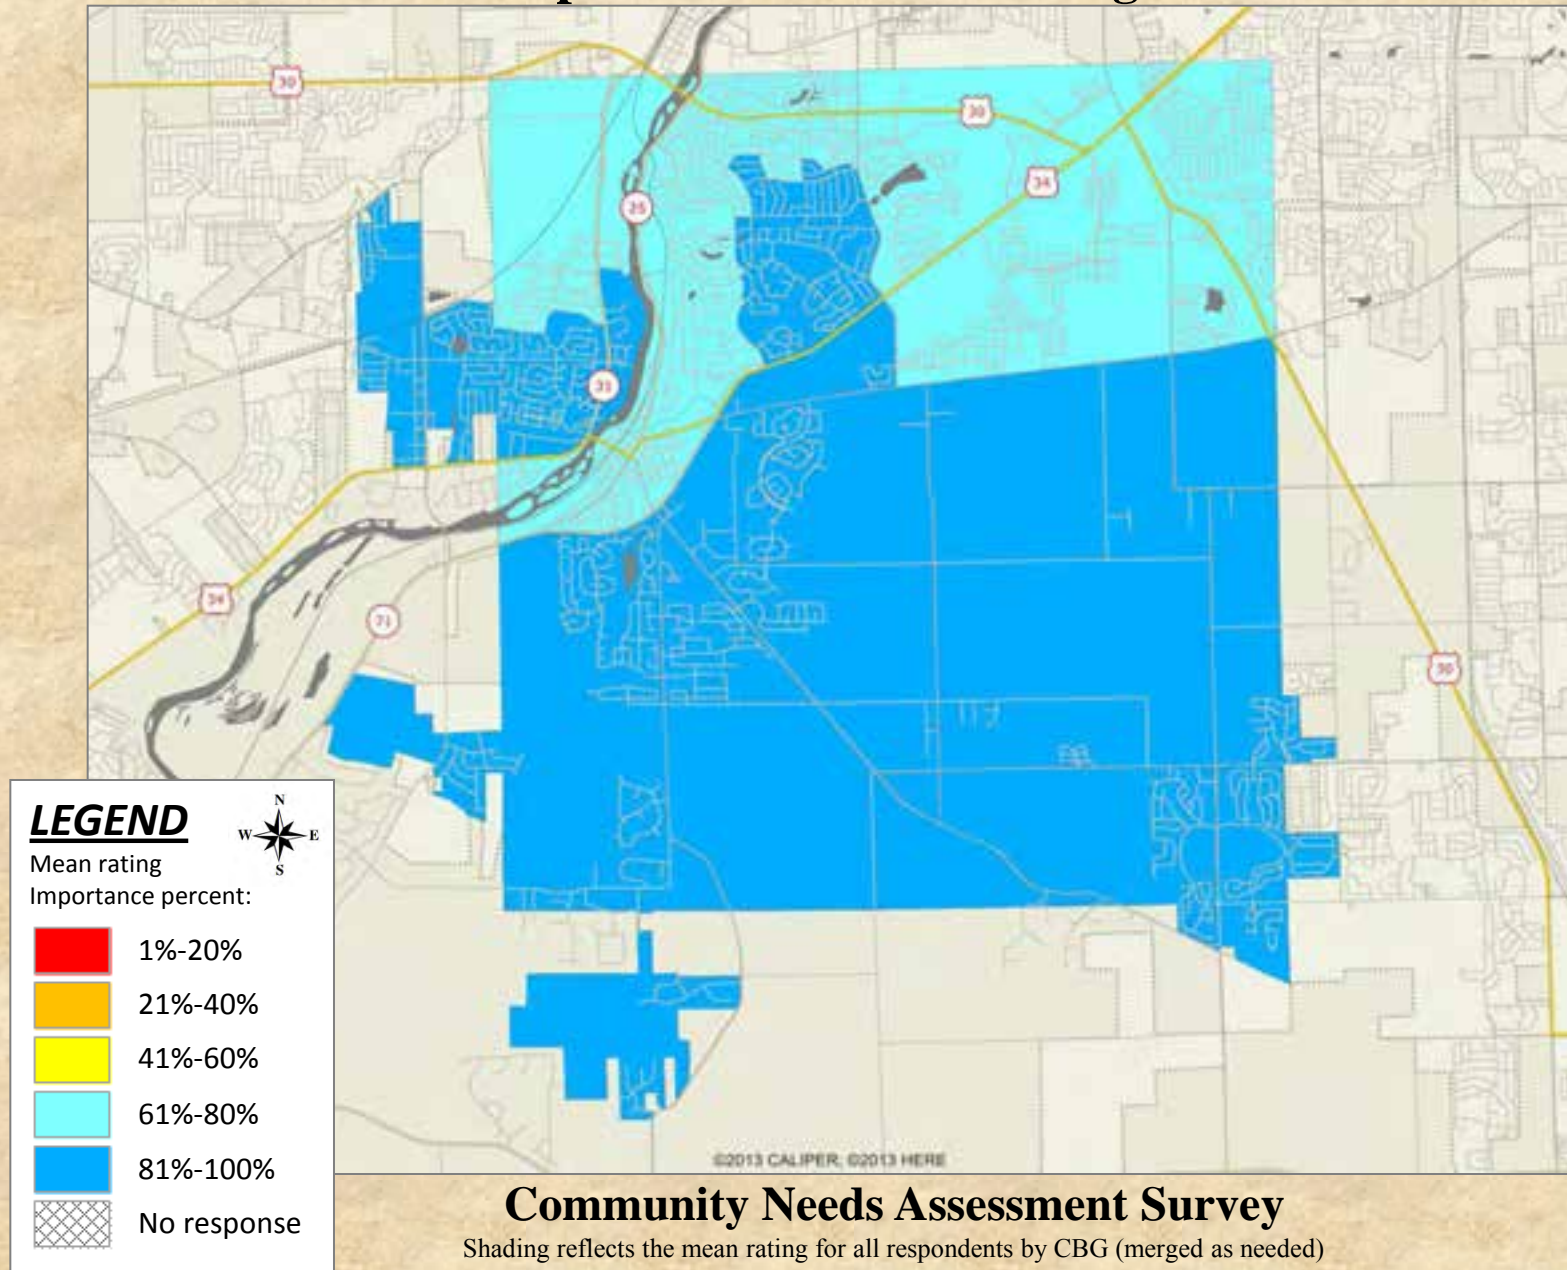 30
30
34
25
31
34
71
30
LEGEND
N
W E
S
Mean rating
Importance percent:
1%-20%
21%-40%
41%-60%
61%-80%
81%-100%
No response
©2013 CALIPER; ©2013 HERE
Community Needs Assessment Survey
Shading reflects the mean rating for all respondents by CBG (merged as needed)